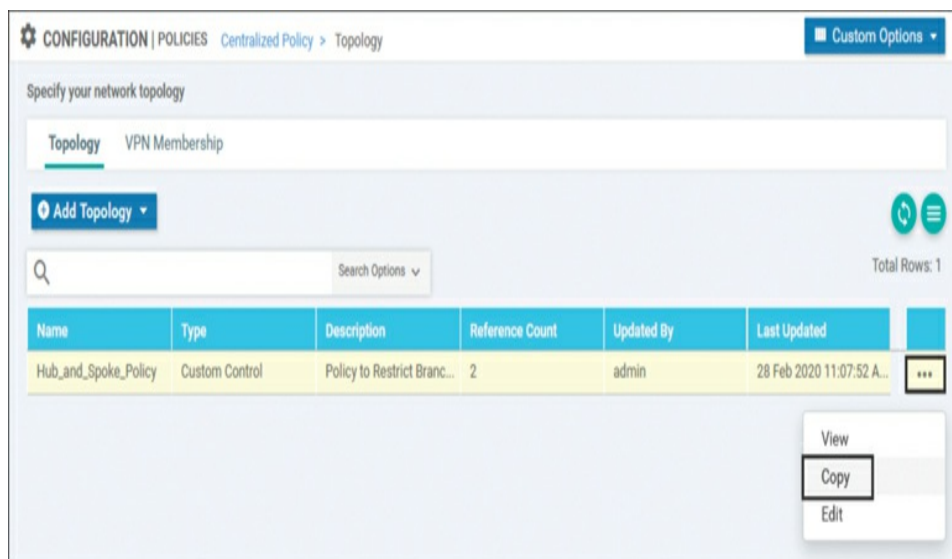 CONFIGURATION | POLICIES Centralized Policy > Topology
Custom Options
Specify your network topology
Topology VPN Membership
Add Topology
Search Options
Total Rows: 1
Name Type Description Reference Count Updated By Last Updated
Hub_and_Spoke_Policy Custom Control Policy to Restrict Branc... 2 admin 28 Feb 2020 11:07:52 A...
View
Copy
Edit